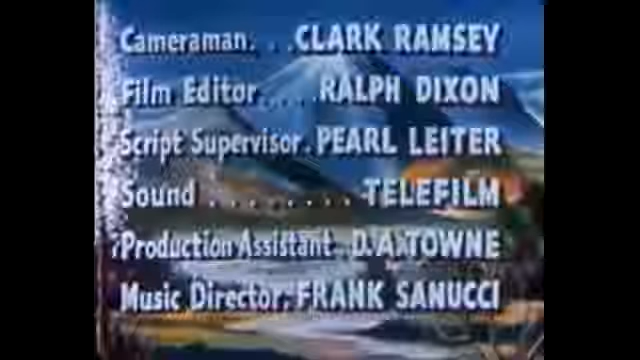 Cameraman. . . CLARK RAMSEY
Film Editor . . . . . RALPH DIXON
Script Supervisor. PEARL LEITER
Sound . . . . . . . . . TELEFILM
Production Assistant . . D.A. TOWNE
Music Director. FRANK SANUCCI